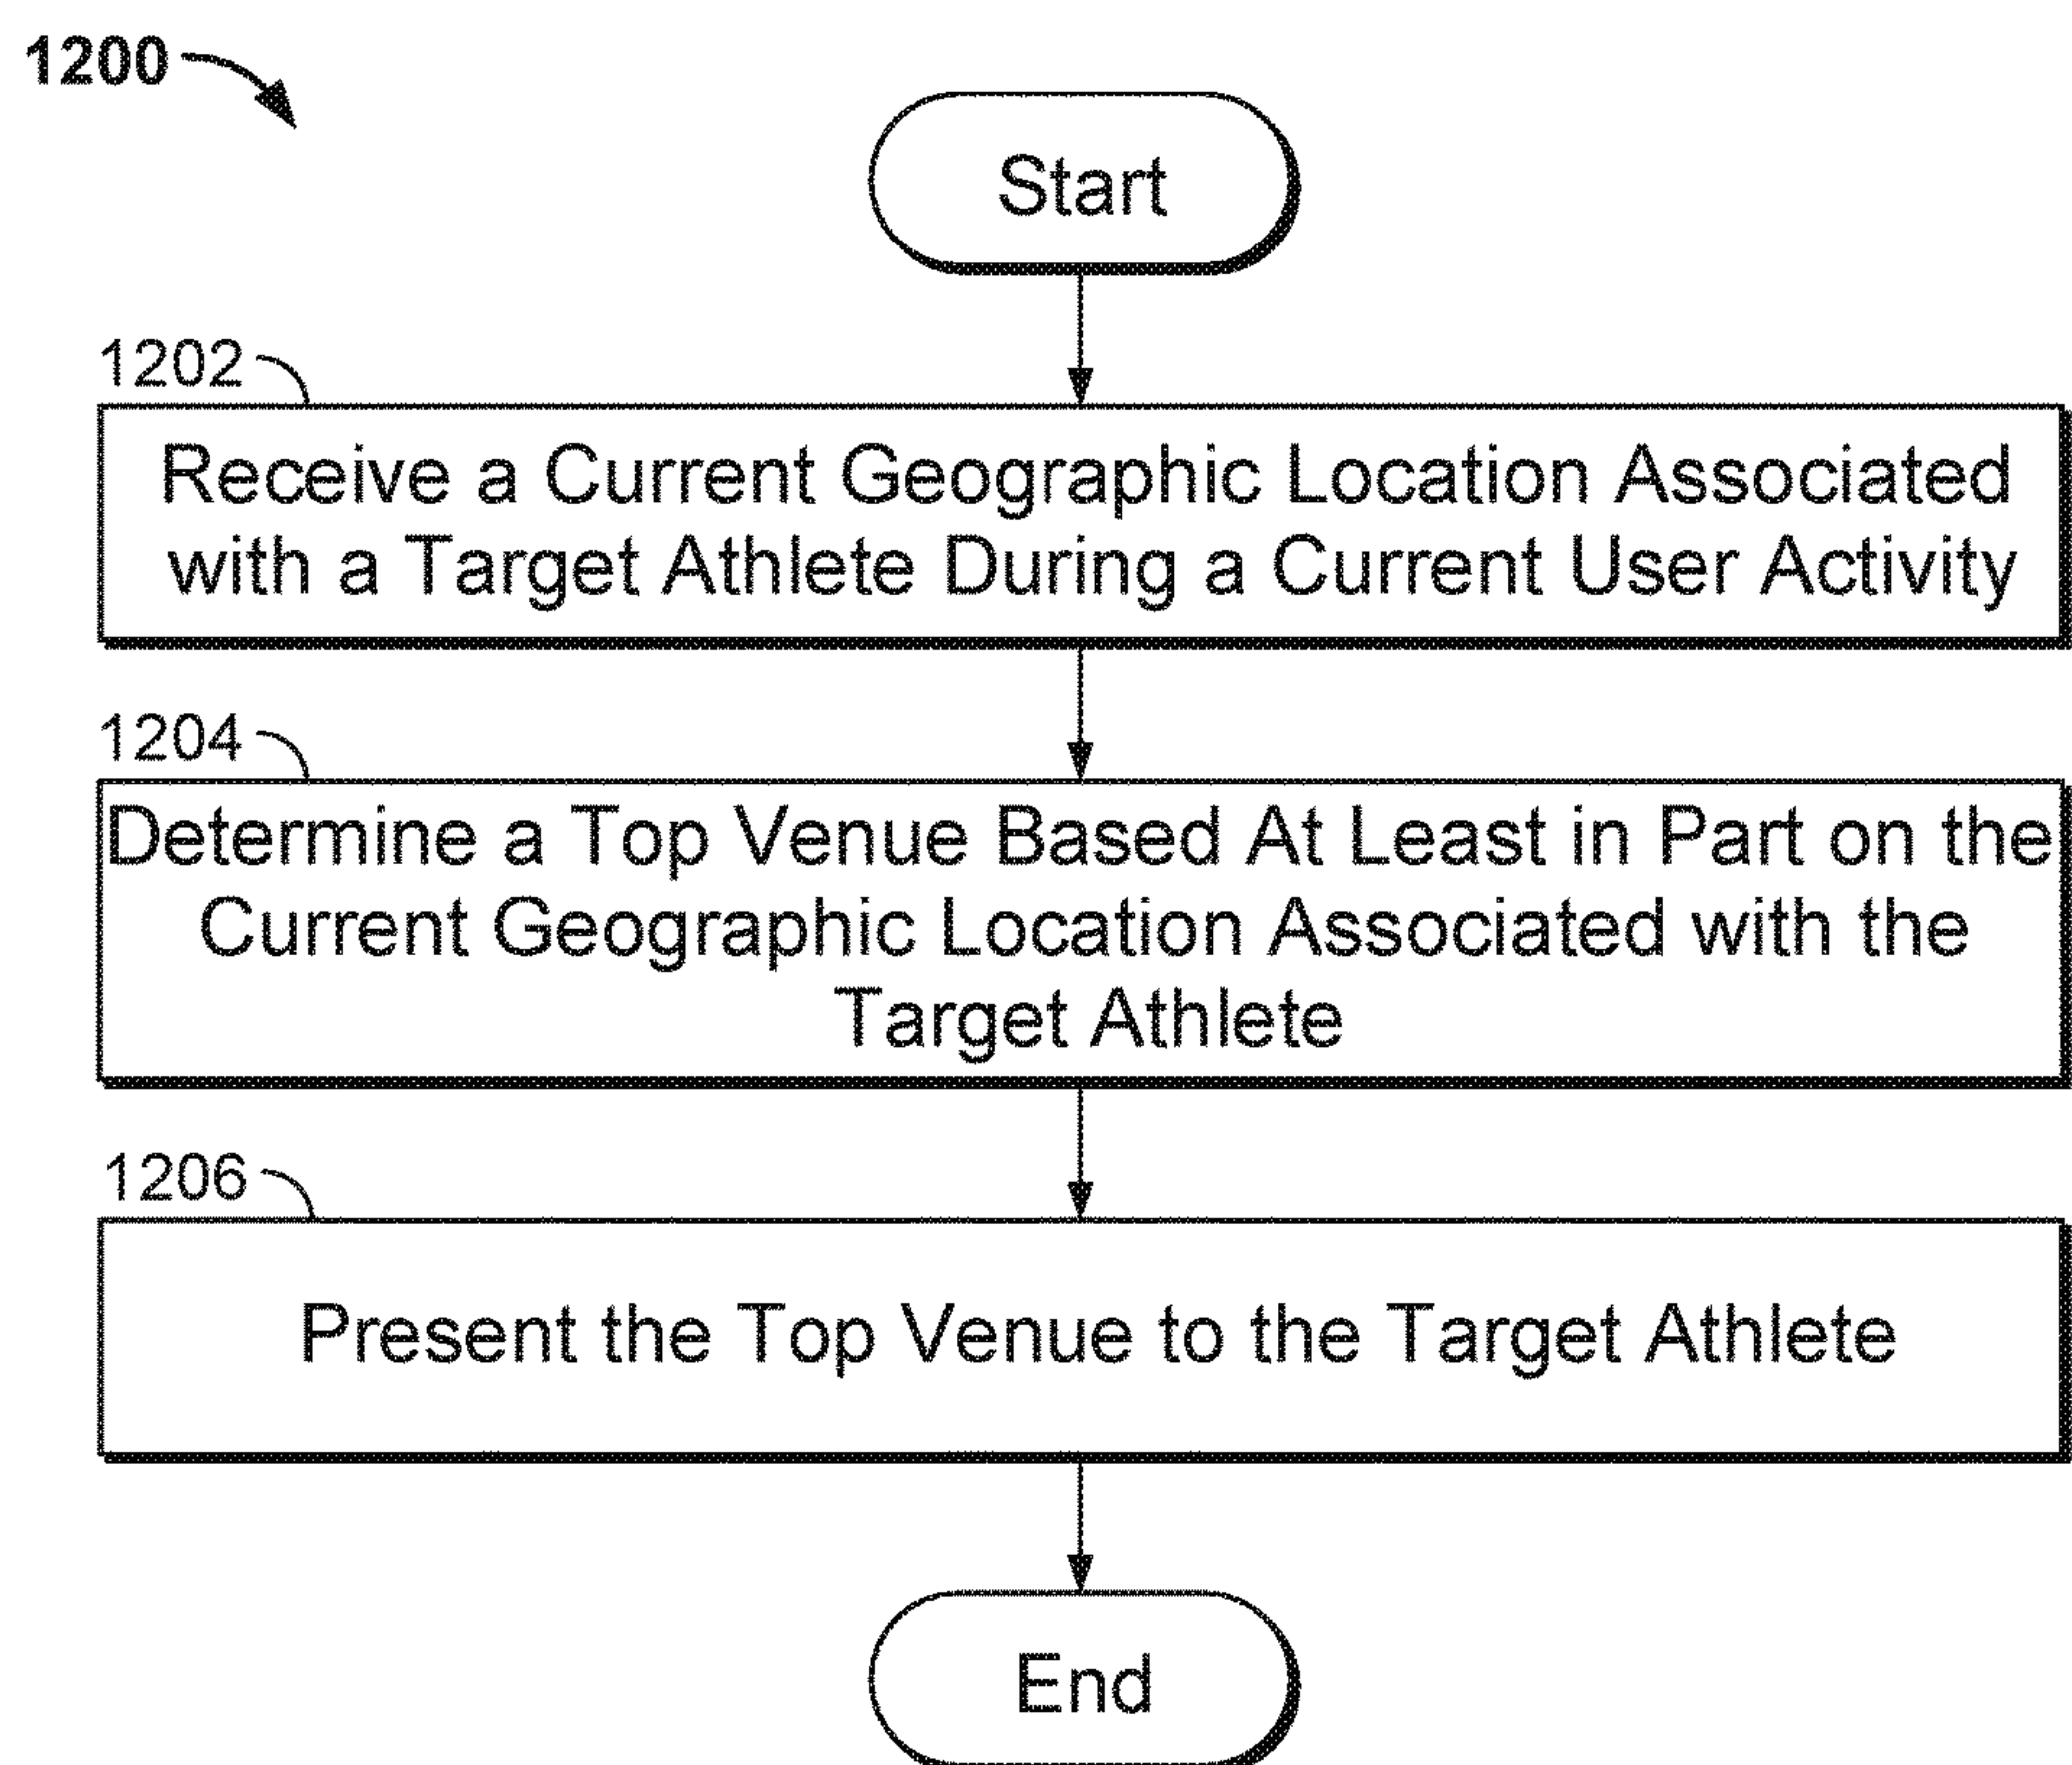 1200
Start
1202
Receive a Current Geographic Location Associated
with a Target Athlete During a Current User Activity
1204
Determine a Top Venue Based At Least in Part on the
Current Geographic Location Associated with the
Target Athlete
1206
Present the Top Venue to the Target Athlete
End